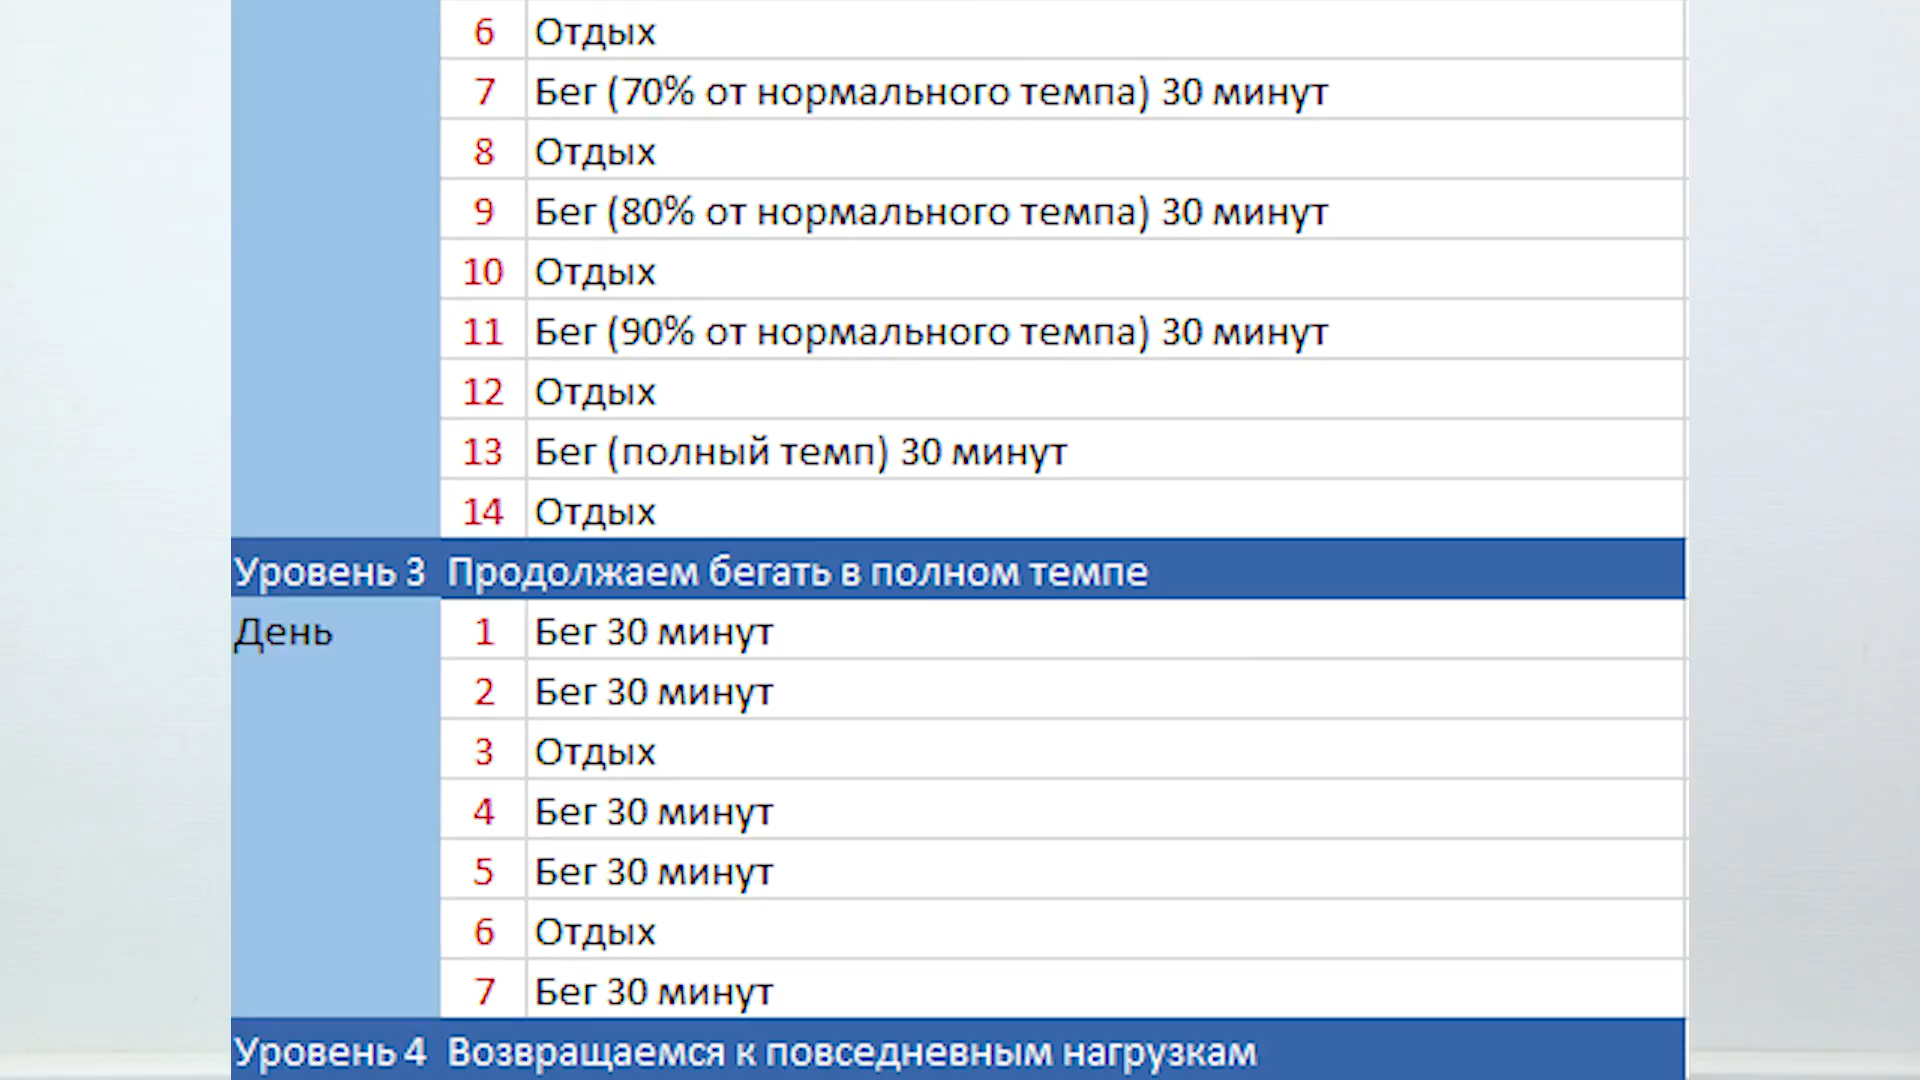 6 Отдых
7 Бег (70% от нормального темпа) 30 минут
8 Отдых
9 Бег (80% от нормального темпа) 30 минут
10 Отдых
11 Бег (90% от нормального темпа) 30 минут
12 Отдых
13 Бег (полный темп) 30 минут
14 Отдых
Уровень 3 Продолжаем бегать в полном темпе
День 1 Бег 30 минут
2 Бег 30 минут
3 Отдых
4 Бег 30 минут
5 Бег 30 минут
6 Отдых
7 Бег 30 минут
Уровень 4 Возвращаемся к повседневным нагрузкам